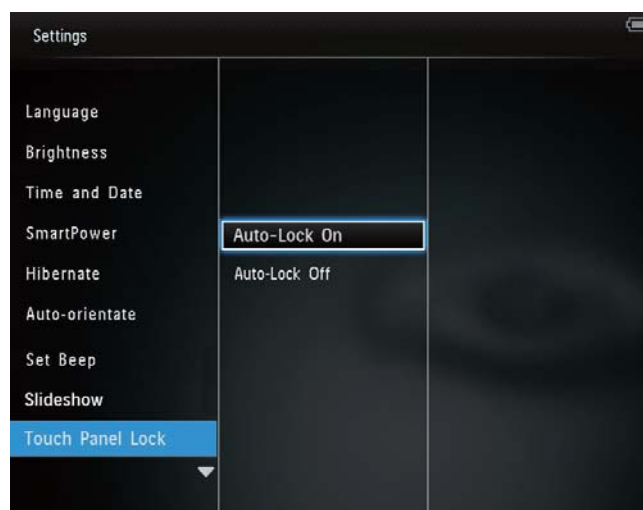 Settings
Language
Brightness
Time and Date
SmartPower
Hibernate
Auto-orientate
Set Beep
Slideshow
Touch Panel Lock
Auto-Lock On
Auto-Lock Off